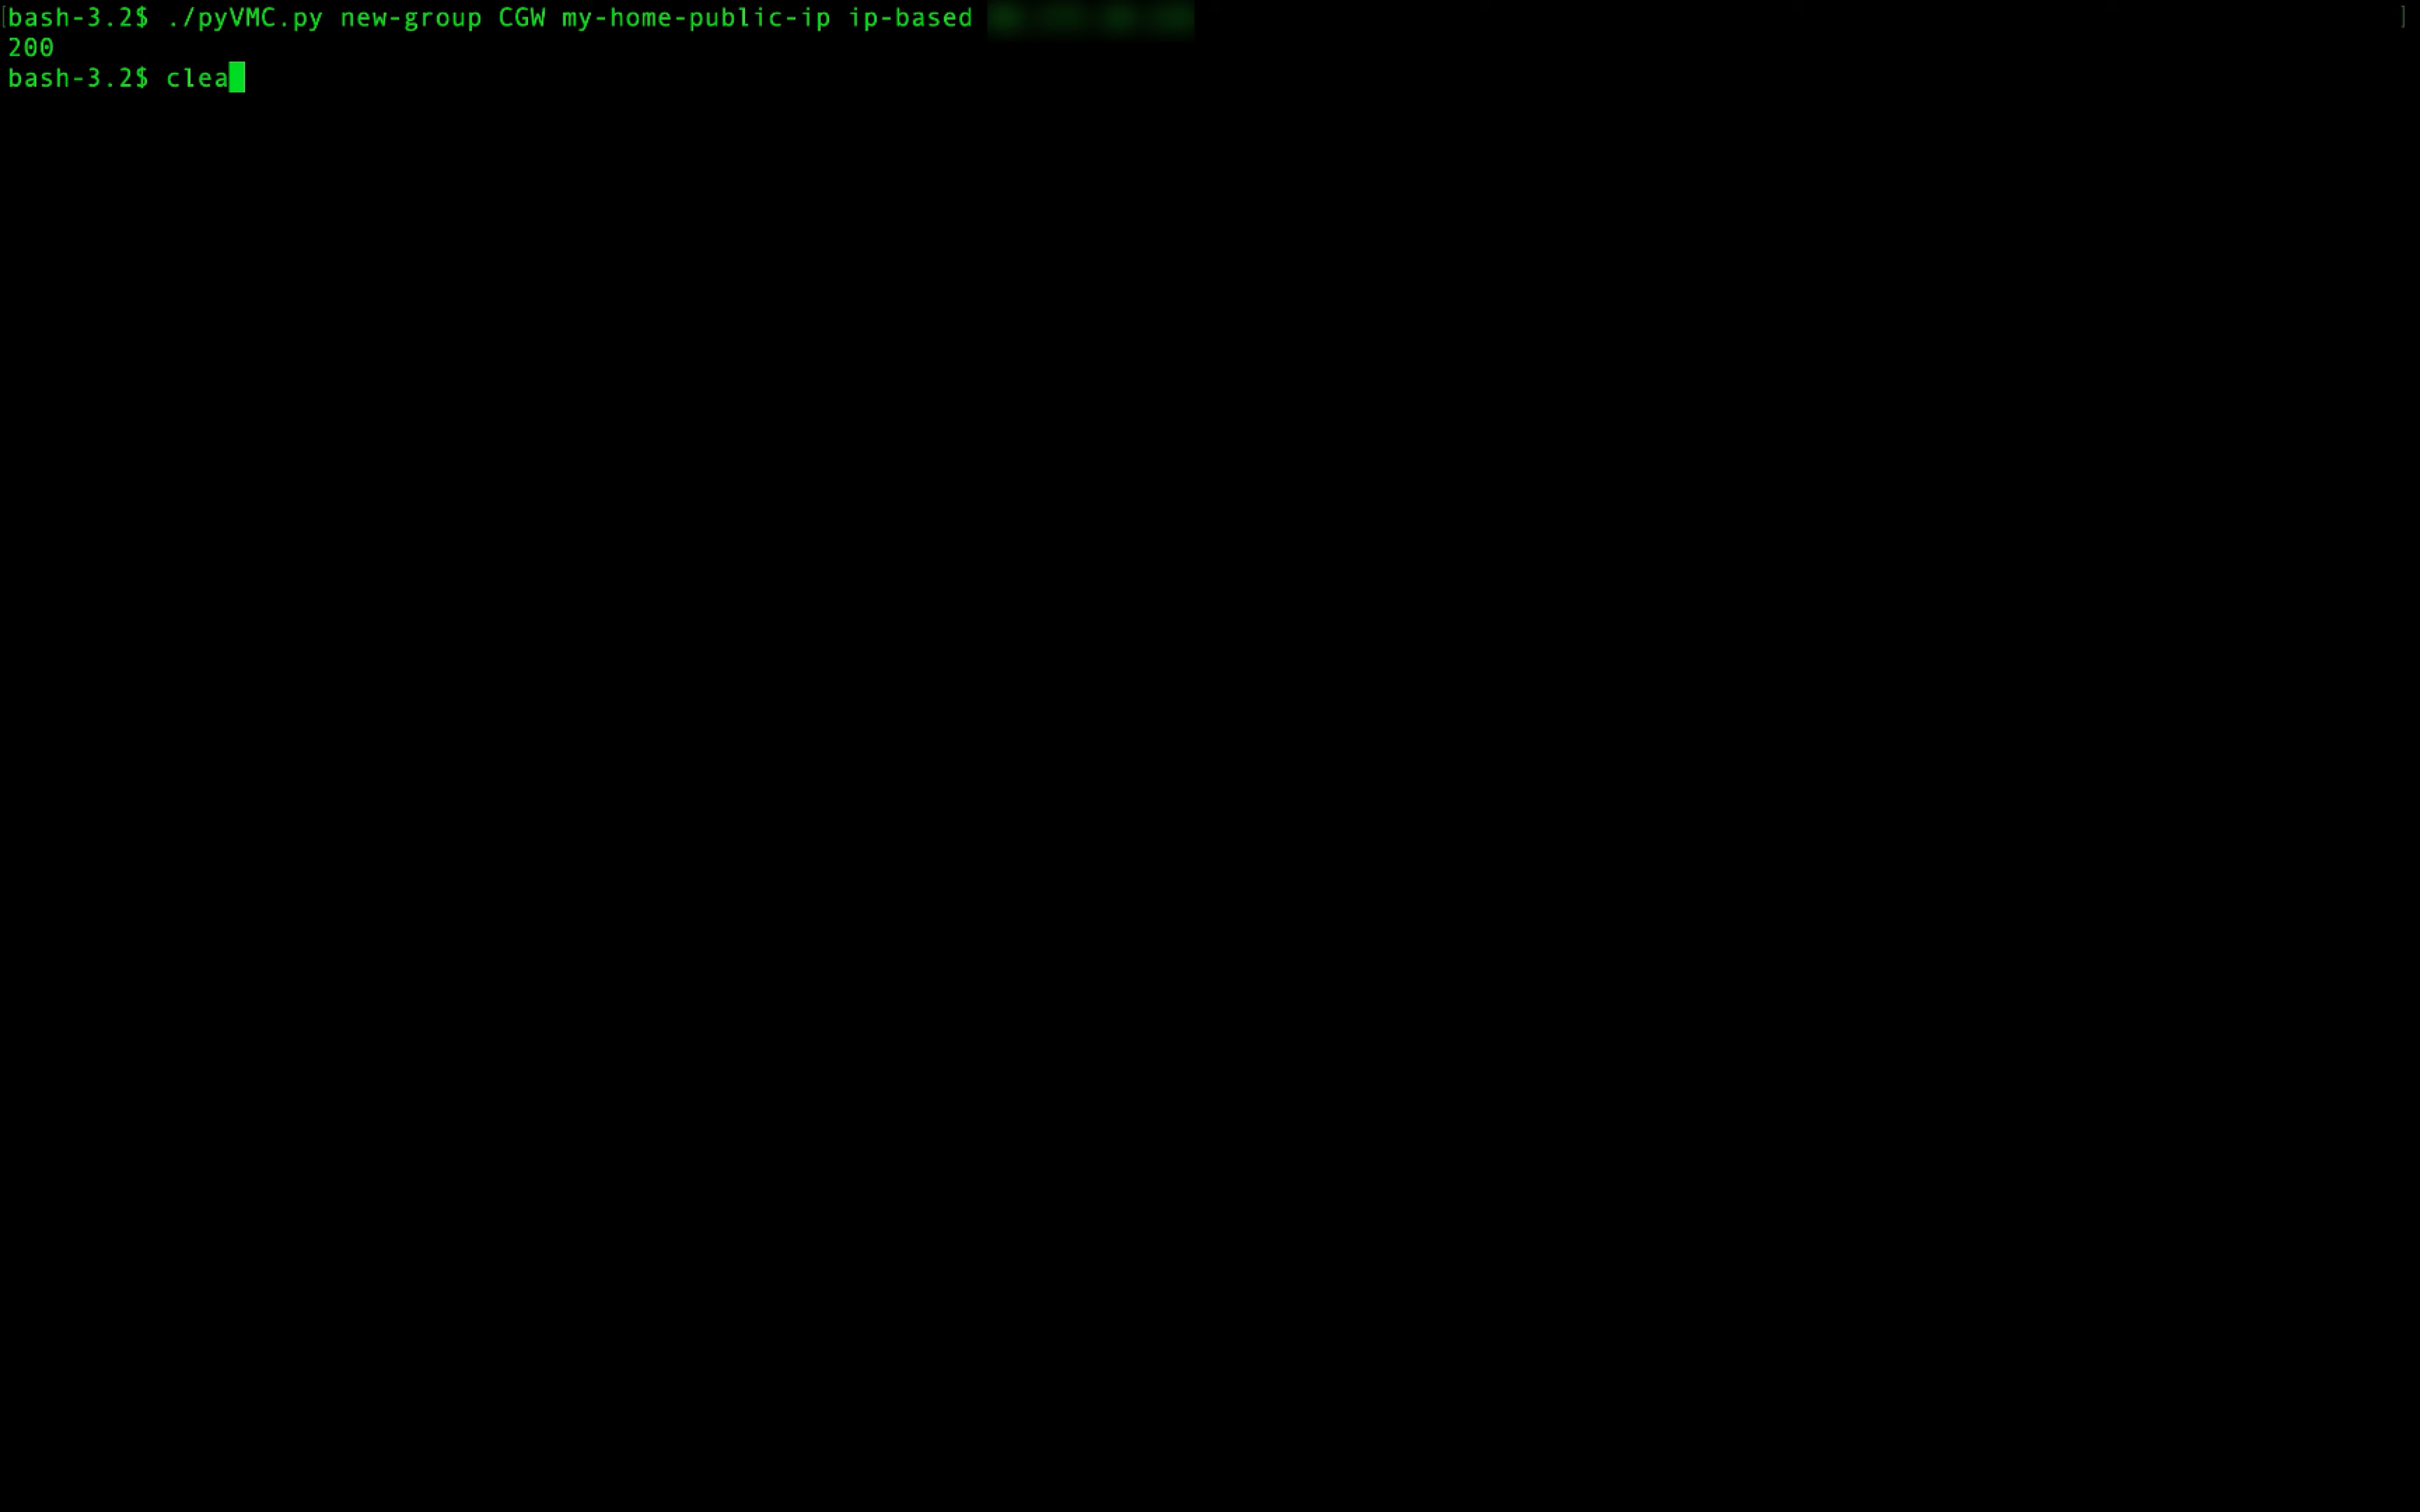 [bash-3.2$ ./pyVMC.py new-group CGW my-home-public-ip ip-based ]
200
bash-3.2$ clea